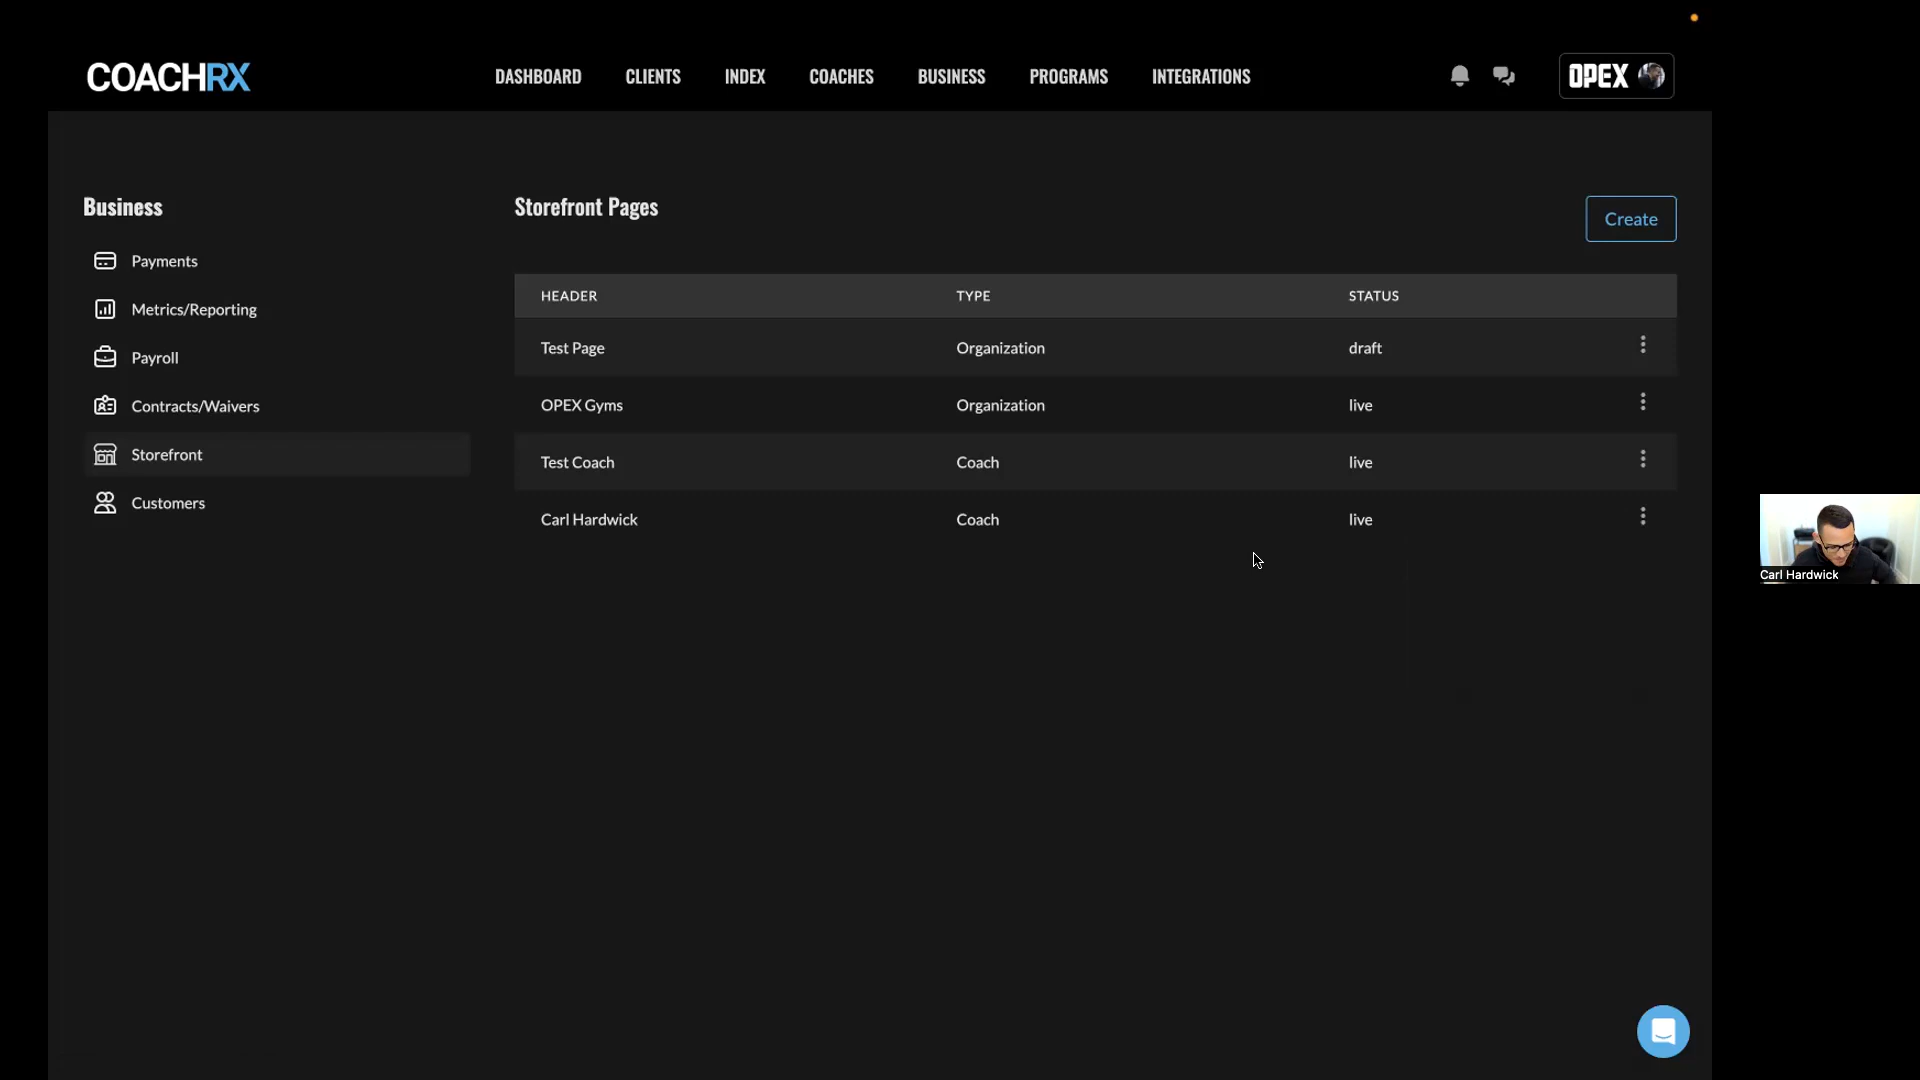 COACHRX
DASHBOARD CLIENTS INDEX COACHES BUSINESS PROGRAMS INTEGRATIONS
OPEX
Business
Payments
Metrics/Reporting
Payroll
Contracts/Waivers
Storefront
Customers
Storefront Pages
Create
HEADER TYPE STATUS
Test Page Organization draft
OPEX Gyms Organization live
Test Coach Coach live
Carl Hardwick Coach live
Carl Hardwick